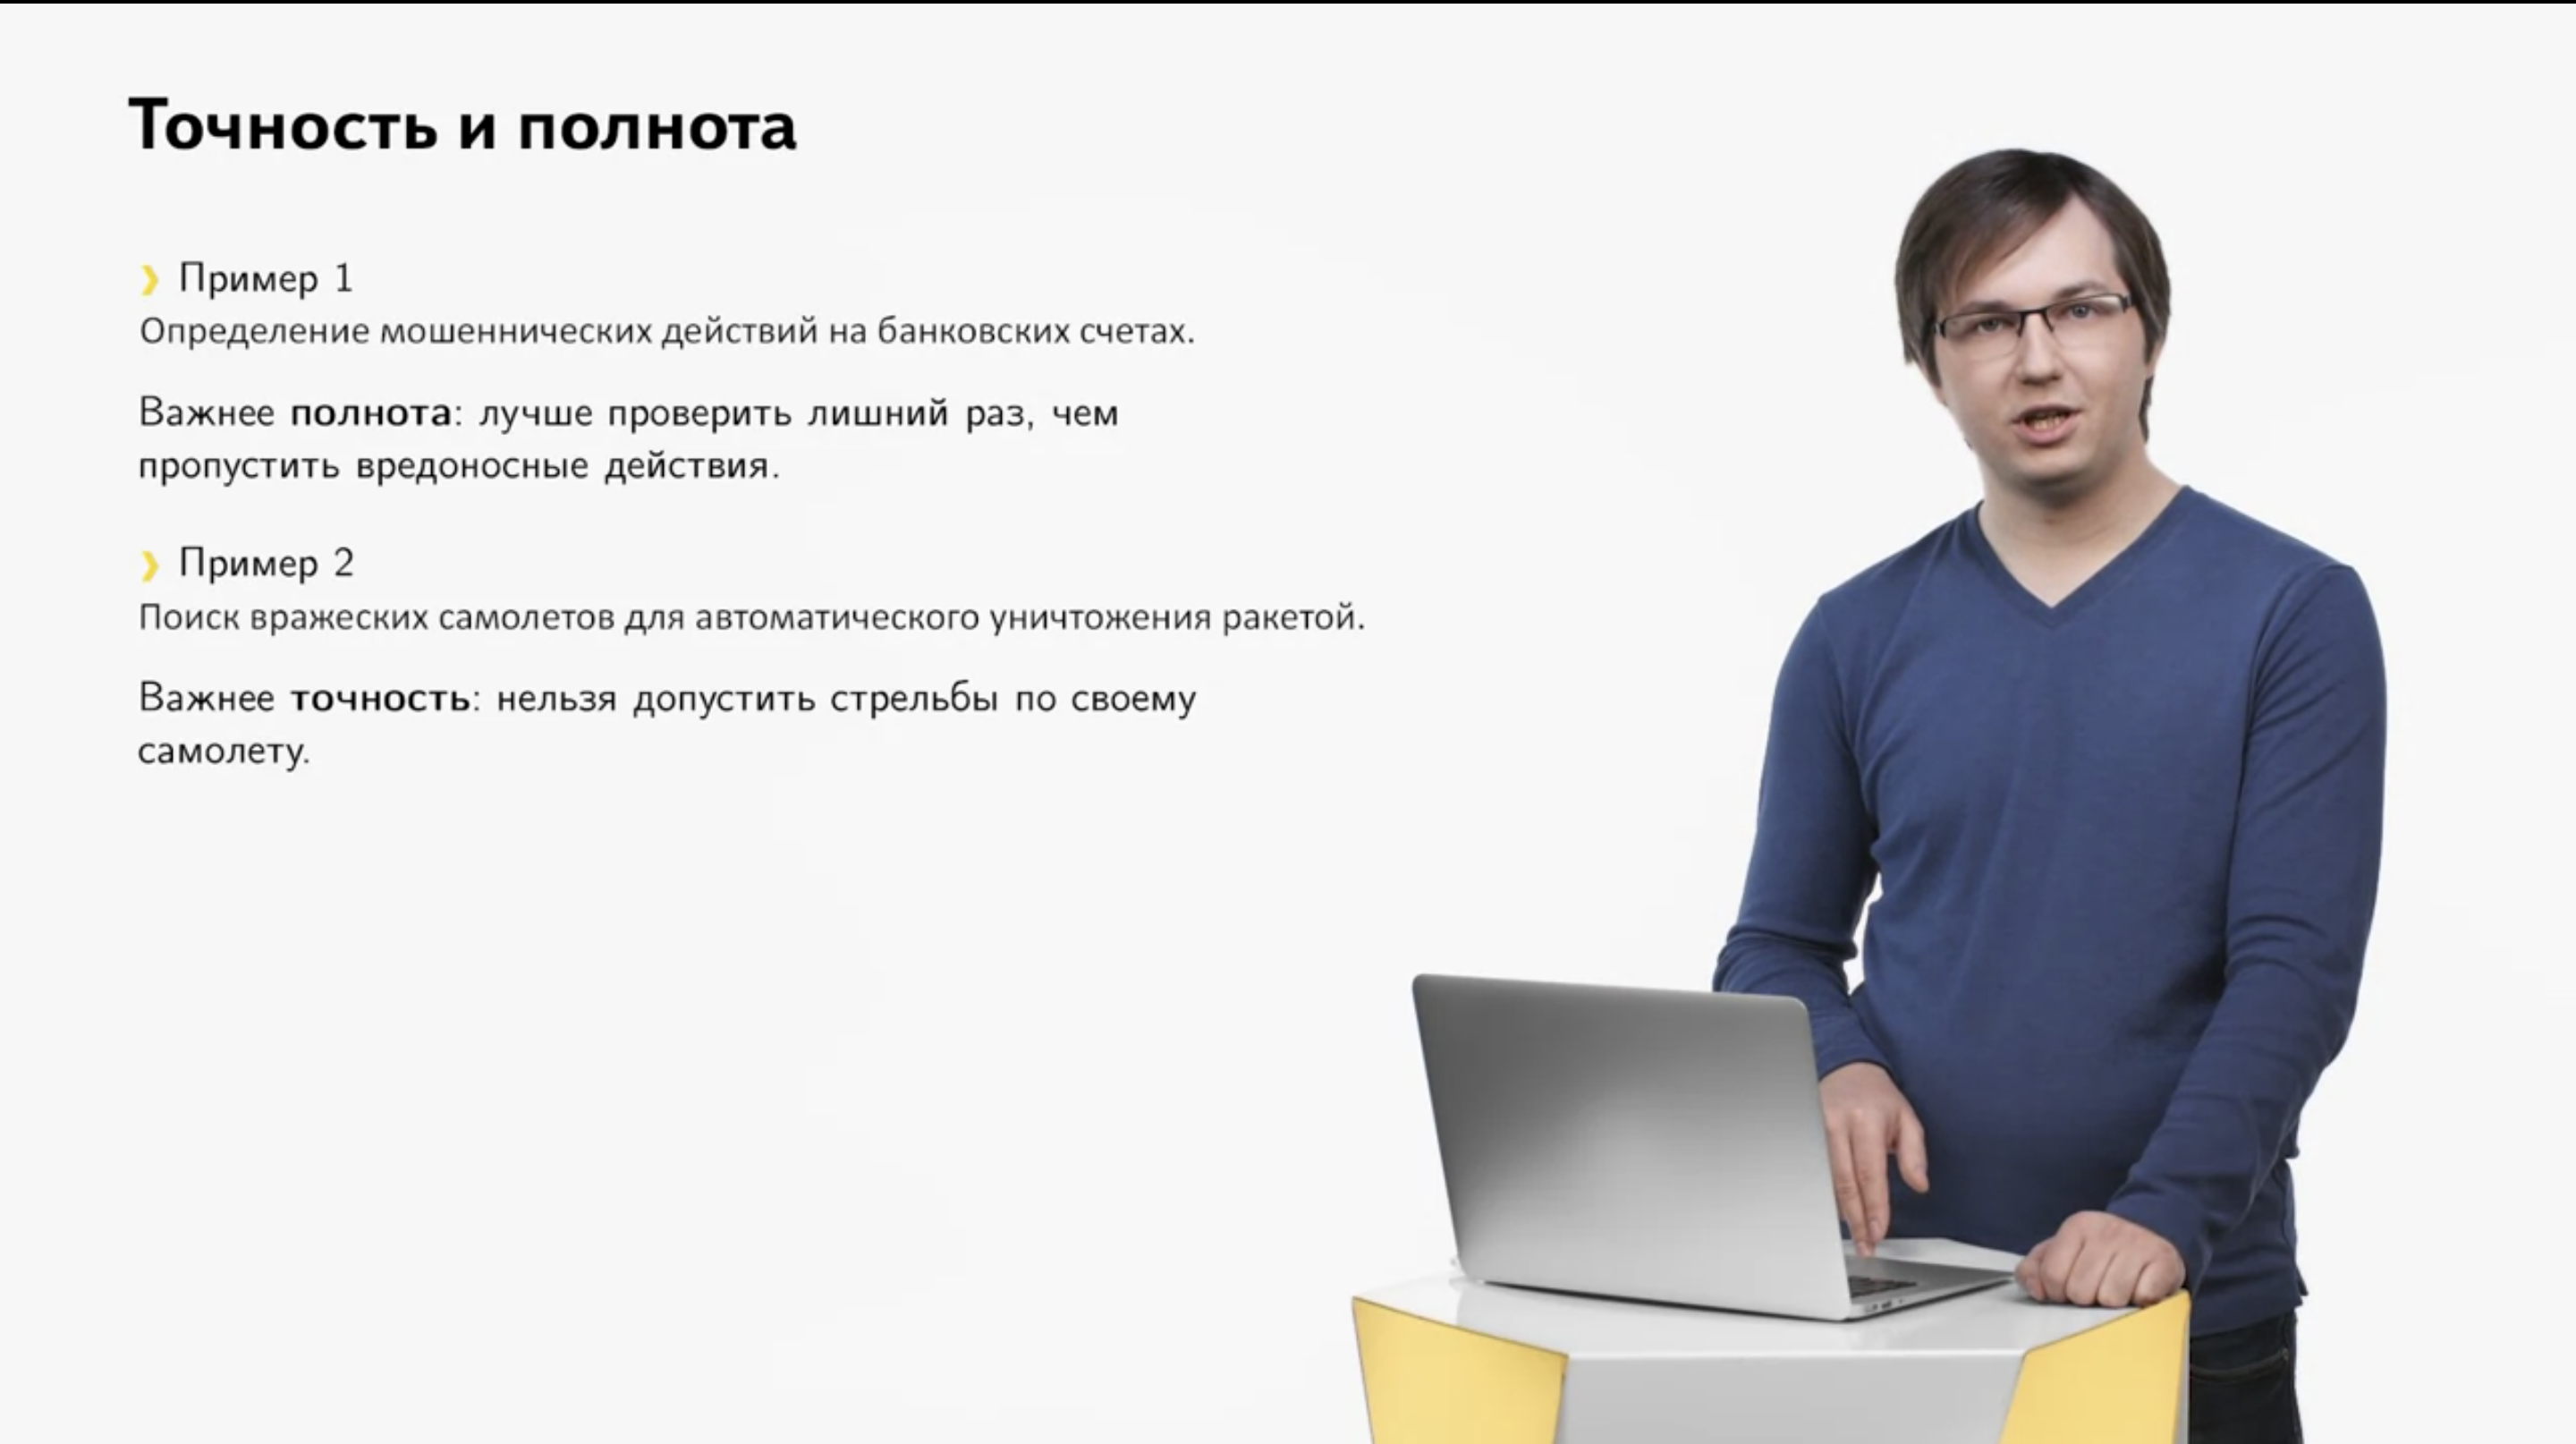 Точность и полнота
Пример 1
Определение мошеннических действий на банковских счетах.
Важнее полнота: лучше проверить лишний раз, чем
пропустить вредоносные действия.
Пример 2
Поиск вражеских самолетов для автоматического уничтожения ракетой.
Важнее точность: нельзя допустить стрельбы по своему
самолету.